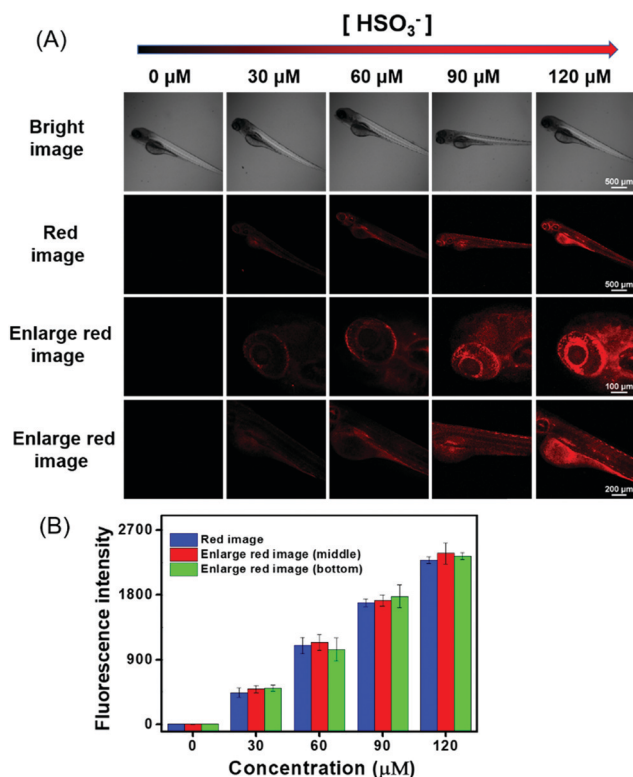 (A)
[ HSO₃⁻ ]
0 µM 30 µM 60 µM 90 µM 120 µM
Bright
image
500 µm
Red
image
500 µm
Enlarge red
image
100 µm
Enlarge red
image
200 µm
(B)
Fluorescence intensity
2700
1800
900
0
Red image
Enlarge red image (middle)
Enlarge red image (bottom)
0 30 60 90 120
Concentration (µM)